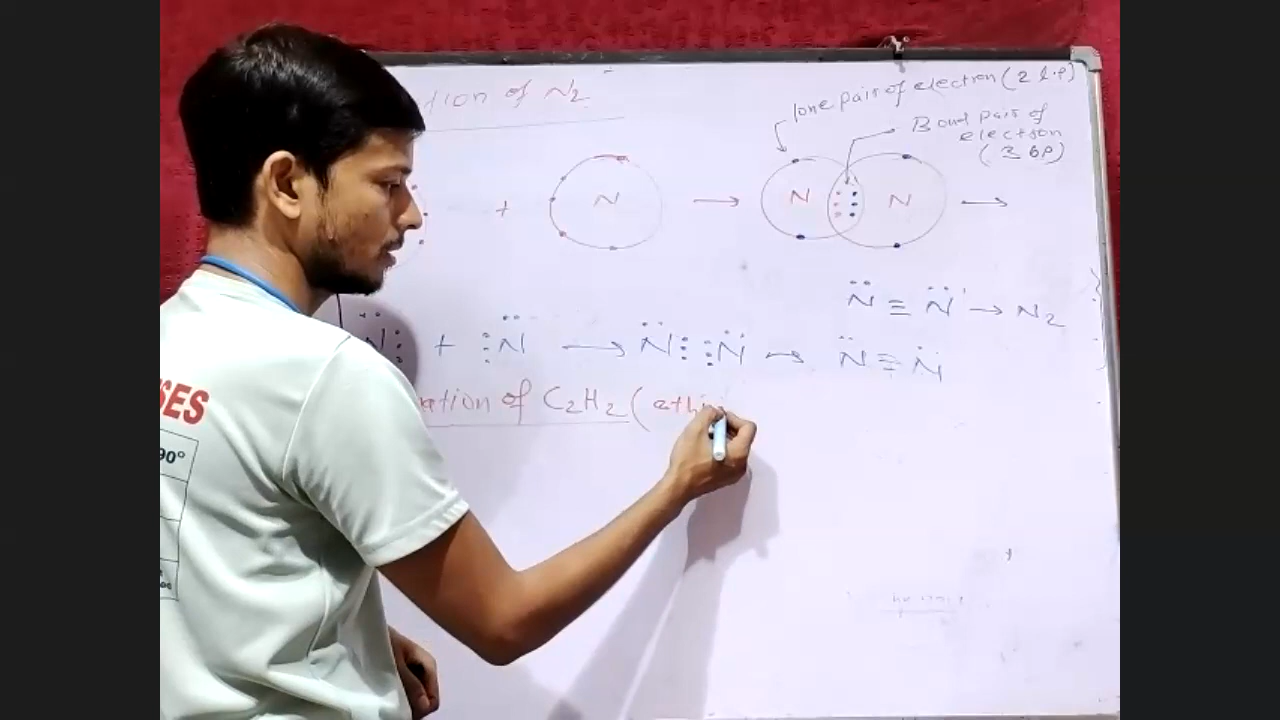 tion of N2
lone pair of electron (2 l.p)
Bond pair of
electron
(3 bp)
N + N → N N →
N̈ ≡ N̈ → N2
N + N → N N → N̈ ≡ N̈
ation of C2H2 (ethi
SES
90°